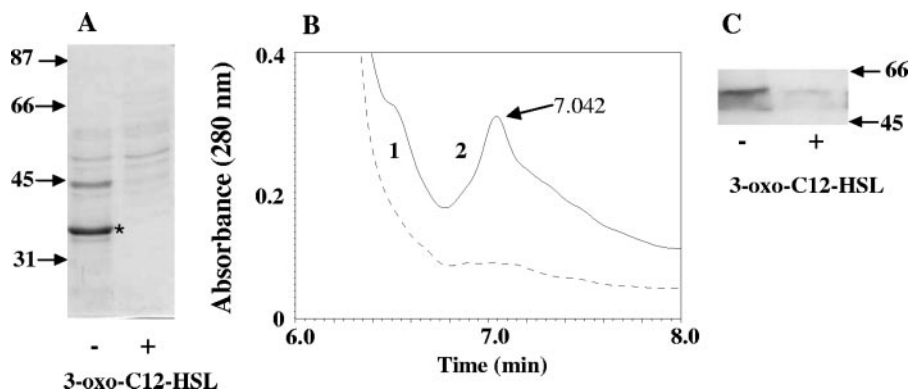 A
87
66
45
31
*
- +
3-oxo-C12-HSL
B
Absorbance (280 nm)
0.4
0.2
0
1 2
7.042
6.0 7.0 8.0
Time (min)
C
66
45
- +
3-oxo-C12-HSL